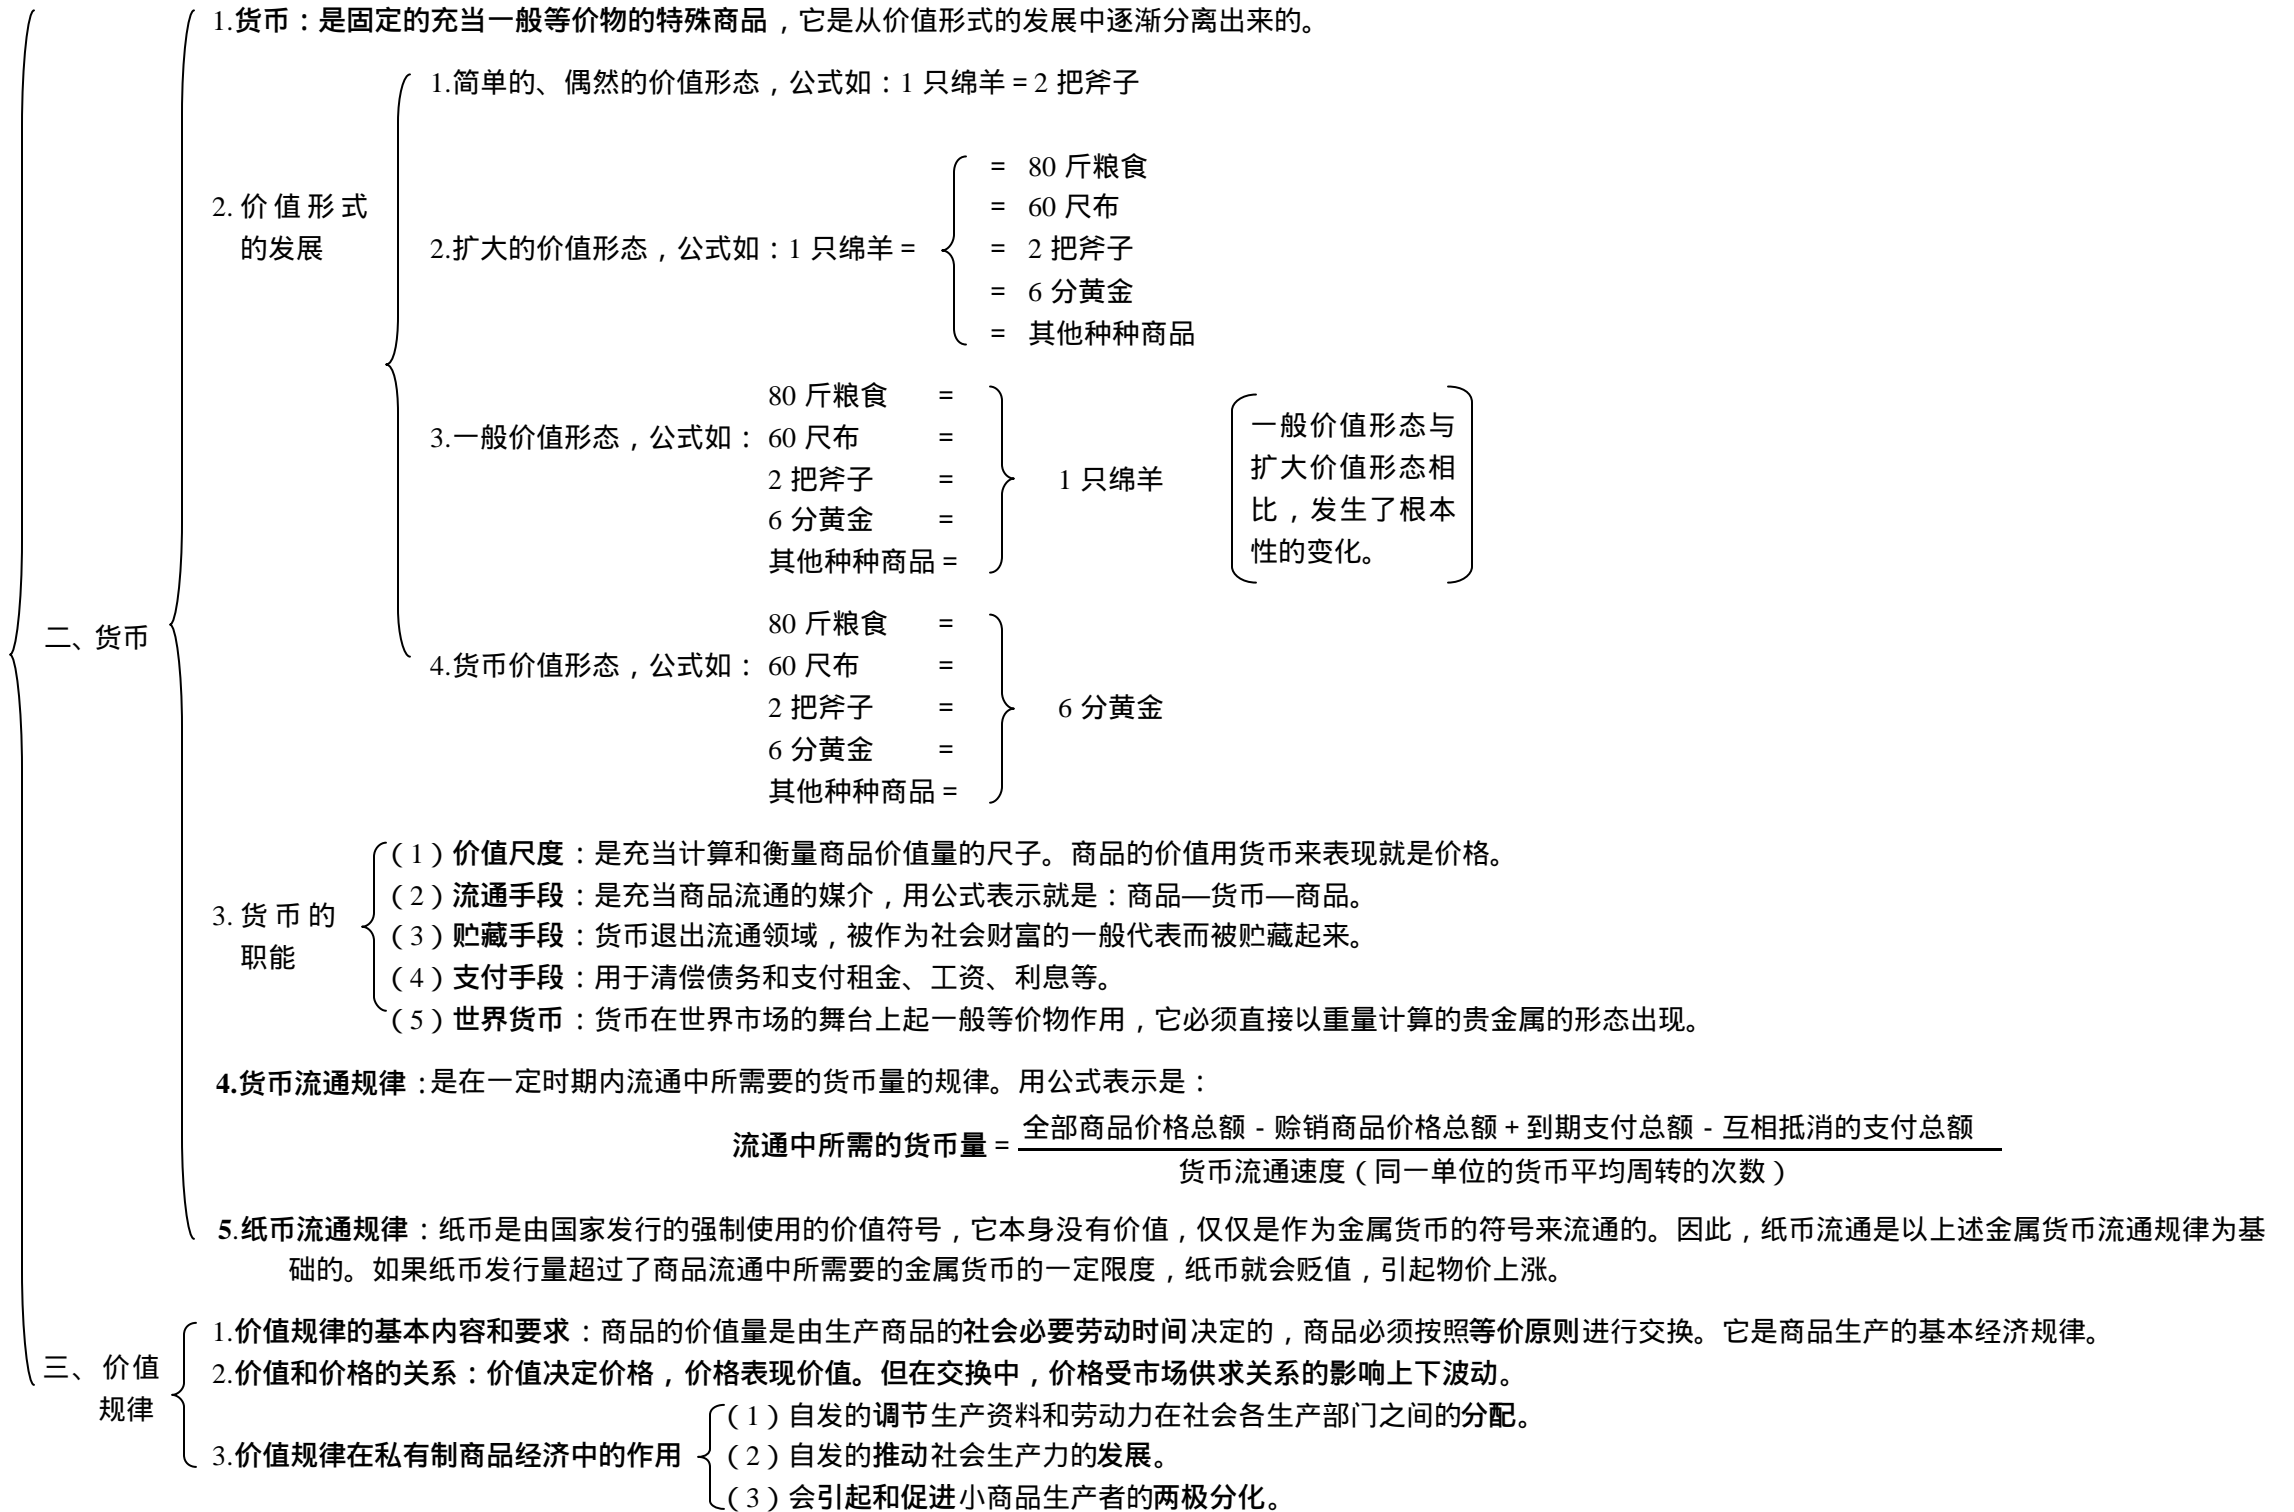 1.货币：是固定的充当一般等价物的特殊商品，它是从价值形式的发展中逐渐分离出来的。
1.简单的、偶然的价值形态，公式如：1 只绵羊 = 2 把斧子
2. 价值形式
的发展
2.扩大的价值形态，公式如：1 只绵羊 =
= 80 斤粮食
= 60 尺布
= 2 把斧子
= 6 分黄金
= 其他种种商品
3.一般价值形态，公式如：
80 斤粮食 =
60 尺布 =
2 把斧子 =
6 分黄金 =
其他种种商品 =
1 只绵羊
一般价值形态与
扩大价值形态相
比，发生了根本
性的变化。
二、货币
4.货币价值形态，公式如：
80 斤粮食 =
60 尺布 =
2 把斧子 =
6 分黄金 =
其他种种商品 =
6 分黄金
3. 货币的
职能
（1）价值尺度：是充当计算和衡量商品价值量的尺子。商品的价值用货币来表现就是价格。
（2）流通手段：是充当商品流通的媒介，用公式表示就是：商品—货币—商品。
（3）贮藏手段：货币退出流通领域，被作为社会财富的一般代表而被贮藏起来。
（4）支付手段：用于清偿债务和支付租金、工资、利息等。
（5）世界货币：货币在世界市场的舞台上起一般等价物作用，它必须直接以重量计算的贵金属的形态出现。
4.货币流通规律：是在一定时期内流通中所需要的货币量的规律。用公式表示是：
流通中所需的货币量 =
全部商品价格总额 - 赊销商品价格总额 + 到期支付总额 - 互相抵消的支付总额
货币流通速度（同一单位的货币平均周转的次数）
5.纸币流通规律：纸币是由国家发行的强制使用的价值符号，它本身没有价值，仅仅是作为金属货币的符号来流通的。因此，纸币流通是以上述金属货币流通规律为基
础的。如果纸币发行量超过了商品流通中所需要的金属货币的一定限度，纸币就会贬值，引起物价上涨。
三、价值
规律
1.价值规律的基本内容和要求：商品的价值量是由生产商品的社会必要劳动时间决定的，商品必须按照等价原则进行交换。它是商品生产的基本经济规律。
2.价值和价格的关系：价值决定价格，价格表现价值。但在交换中，价格受市场供求关系的影响上下波动。
3.价值规律在私有制商品经济中的作用
（1）自发的调节生产资料和劳动力在社会各生产部门之间的分配。
（2）自发的推动社会生产力的发展。
（3）会引起和促进小商品生产者的两极分化。